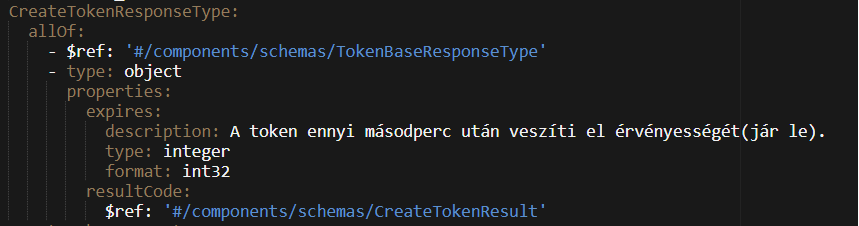 CreateTokenResponseType:
allOf:
- $ref: '#/components/schemas/TokenBaseResponseType'
- type: object
properties:
expires:
description: A token ennyi másodperc után veszíti el érvényességét(jár le).
type: integer
format: int32
resultCode:
$ref: '#/components/schemas/CreateTokenResult'